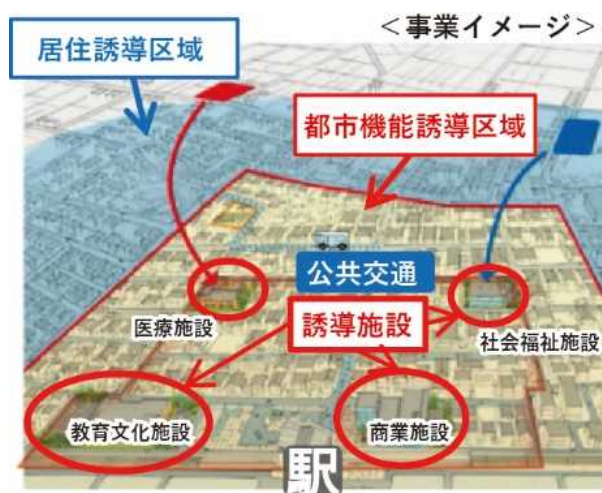 <事業イメージ>
居住誘導区域
都市機能誘導区域
公共交通
医療施設
誘導施設
社会福祉施設
教育文化施設
商業施設
駅